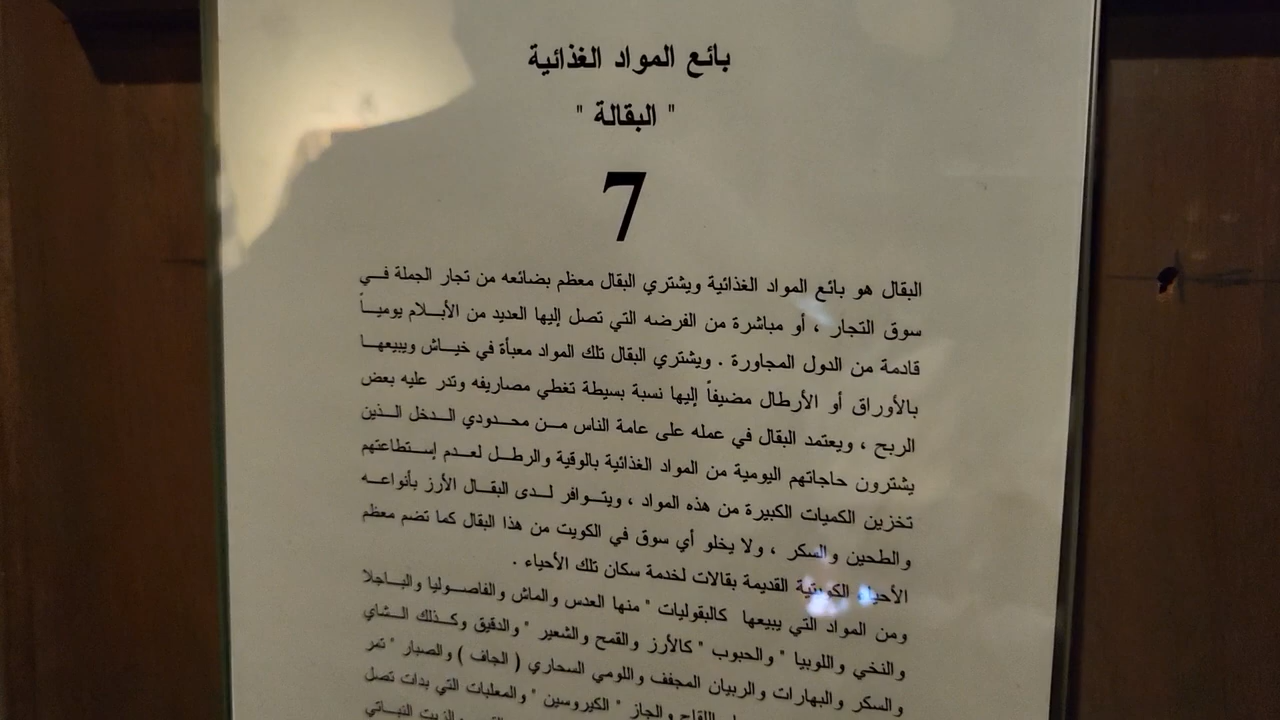 بائع المواد الغذائية
" البقالة "
7
البقال هو بائع المواد الغذائية ويشتري البقال معظم بضائعه من تجار الجملة في
سوق التجار ، أو مباشرة من الفرضه التي تصل إليها العديد من الأبلام يومياً
قادمة من الدول المجاورة . ويشتري البقال تلك المواد معبأة في خياش ويبيعها
بالأوراق أو الأرطال مضيفاً إليها نسبة بسيطة تغطي مصاريفه وتدر عليه بعض
الربح ، ويعتمد البقال في عمله على عامة الناس من محدودي الدخل الذين
يشترون حاجاتهم اليومية من المواد الغذائية بالوقية والرطل لعدم إستطاعتهم
تخزين الكميات الكبيرة من هذه المواد ، ويتوافر لدى البقال الأرز بأنواعه
والطحين والسكر ، ولا يخلو أي سوق في الكويت من هذا البقال كما تضم معظم
الأحياء الكويتية القديمة بقالات لخدمة سكان تلك الأحياء .
ومن المواد التي يبيعها كالبقوليات " منها العدس والماش والفاصوليا والباجلا
والنخي واللوبيا " والحبوب " كالأرز والقمح والشعير " والدقيق وكذلك الشاي
والسكر والبهارات والربيان المجفف واللومي السحاري ( الجاف ) والصبار " تمر
اللقاح والجاز " الكيروسين " والمعلبات التي بدات تصل
والزيت النباتي